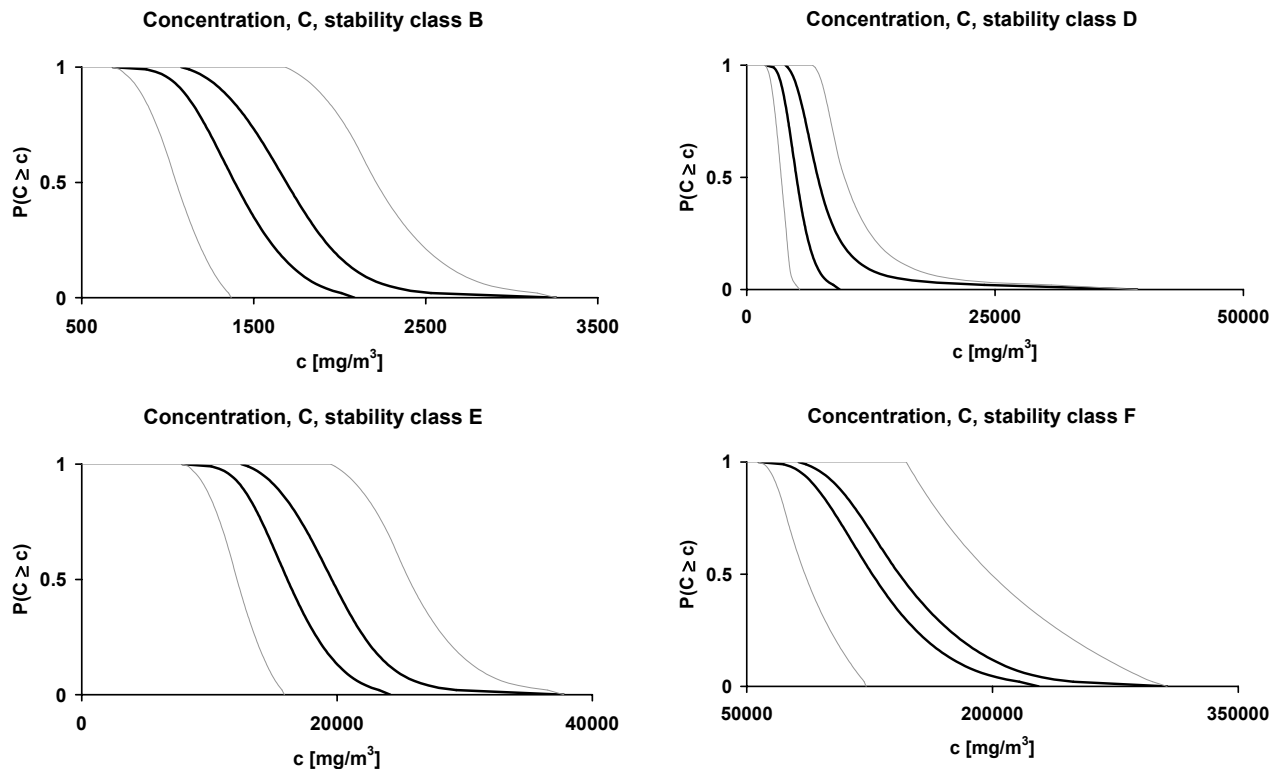 Concentration, C, stability class B
P(C ≥ c)
1
0.5
0
500
1500
2500
3500
c [mg/m³]
Concentration, C, stability class D
P(C ≥ c)
1
0.5
0
0
25000
50000
c [mg/m³]
Concentration, C, stability class E
P(C ≥ c)
1
0.5
0
0
20000
40000
c [mg/m³]
Concentration, C, stability class F
P(C ≥ c)
1
0.5
0
50000
200000
350000
c [mg/m³]